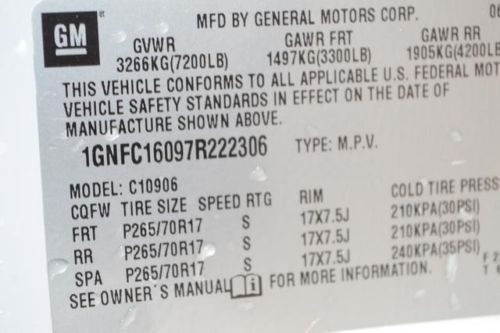 GM
MFD BY GENERAL MOTORS CORP. 06
GVWR GAWR FRT GAWR RR
3266KG(7200LB) 1497KG(3300LB) 1905KG(4200LB
THIS VEHICLE CONFORMS TO ALL APPLICABLE U.S. FEDERAL MOT
VEHICLE SAFETY STANDARDS IN EFFECT ON THE DATE OF
MANUFACTURE SHOWN ABOVE.
1GNFC16097R222306 TYPE: M.P.V.
MODEL: C10906
CQFW TIRE SIZE SPEED RTG RIM COLD TIRE PRESS
FRT P265/70R17 S 17X7.5J 210KPA(30PSI)
RR P265/70R17 S 17X7.5J 210KPA(30PSI)
SPA P265/70R17 S 17X7.5J 240KPA(35PSI)
SEE OWNER'S MANUAL FOR MORE INFORMATION.